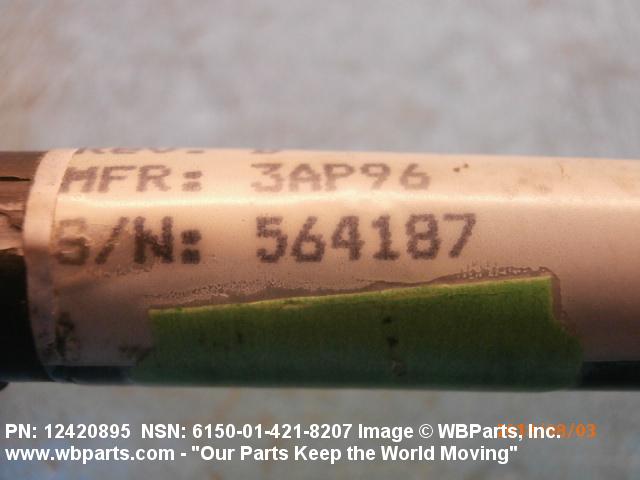 REV:
MFR: 3AP96
S/N: 564187
PN: 12420895 NSN: 6150-01-421-8207 Image © WBParts, Inc.
www.wbparts.com - "Our Parts Keep the World Moving"